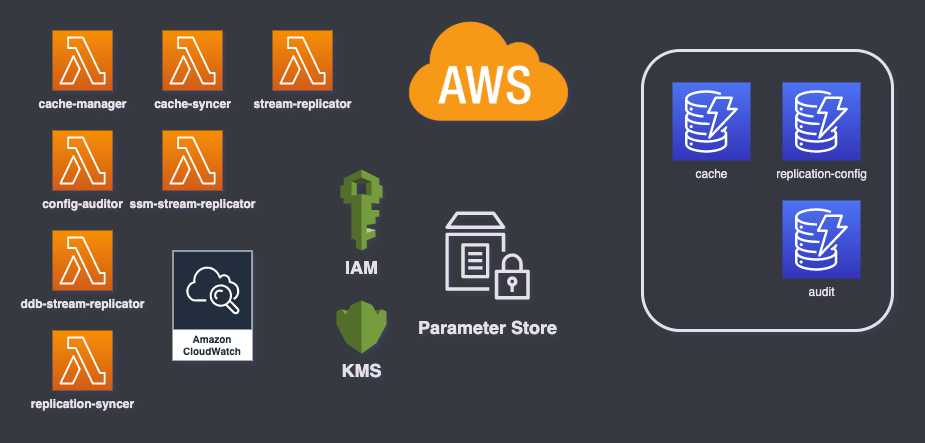 AWS
cache-manager
cache-syncer
stream-replicator
config-auditor
ssm-stream-replicator
ddb-stream-replicator
replication-syncer
Amazon
CloudWatch
IAM
KMS
Parameter Store
cache
replication-config
audit